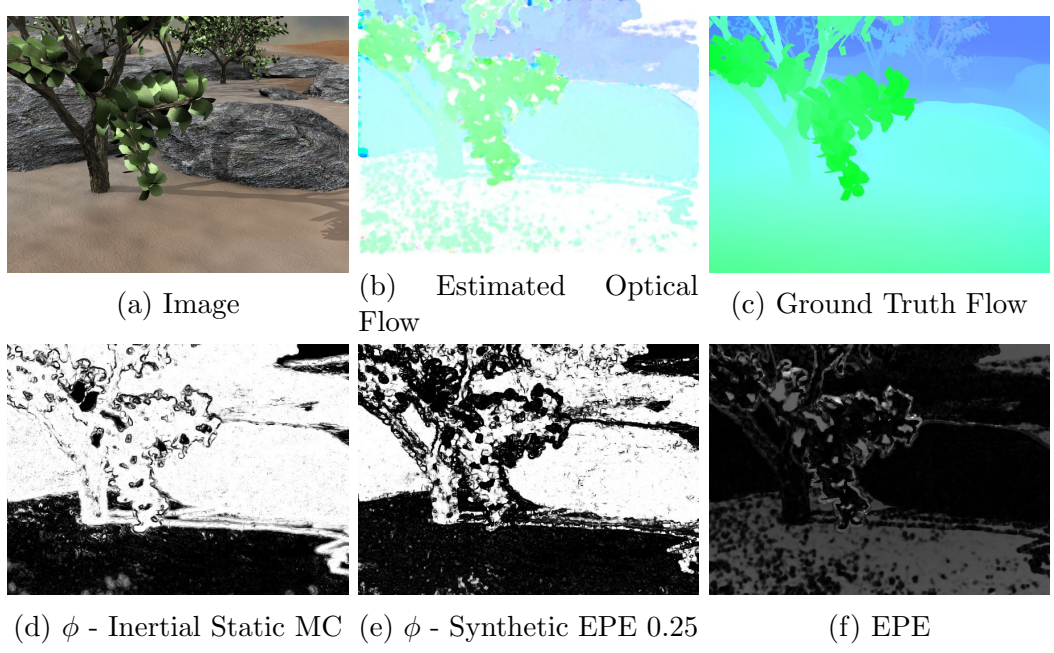 (a) Image
(b) Estimated Optical
Flow
(c) Ground Truth Flow
(d) ϕ - Inertial Static MC
(e) ϕ - Synthetic EPE 0.25
(f) EPE